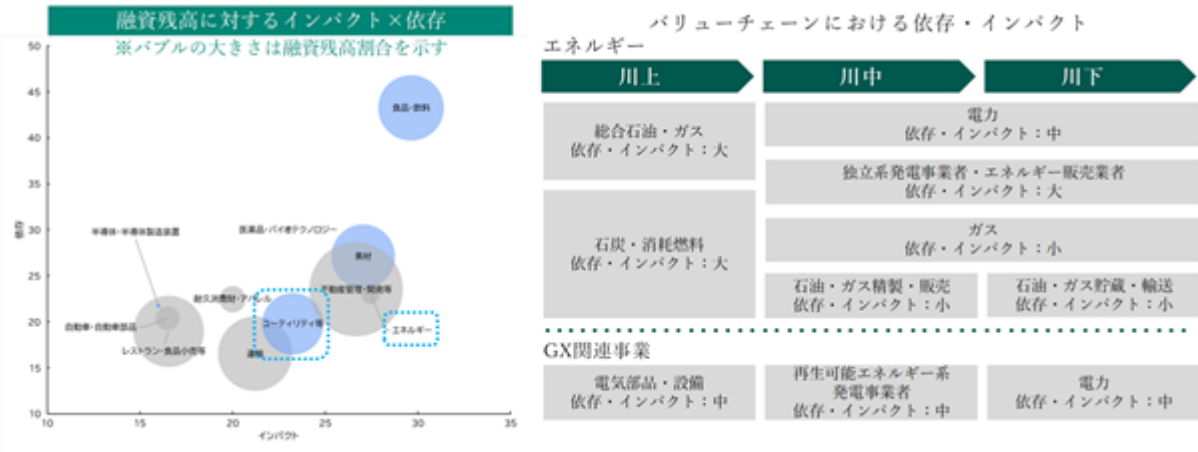 融資残高に対するインパクト×依存
※バブルの大きさは融資残高割合を示す
50
45
40
35
30
25
20
15
10
依存
10
15
20
25
30
35
インパクト
食品・飲料
半導体・半導体製造装置
医薬品・バイオテクノロジー
素材
不動産管理・開発等
耐久消費財・アパレル
ユーティリティ等
エネルギー
自動車・自動車部品
レストラン・食品小売等
運輸
バリューチェーンにおける依存・インパクト
エネルギー
川上
川中
川下
総合石油・ガス
依存・インパクト：大
電力
依存・インパクト：中
独立系発電事業者・エネルギー販売業者
依存・インパクト：大
石炭・消耗燃料
依存・インパクト：大
ガス
依存・インパクト：小
石油・ガス精製・販売
依存・インパクト：小
石油・ガス貯蔵・輸送
依存・インパクト：小
GX関連事業
電気部品・設備
依存・インパクト：中
再生可能エネルギー系
発電事業者
依存・インパクト：中
電力
依存・インパクト：中